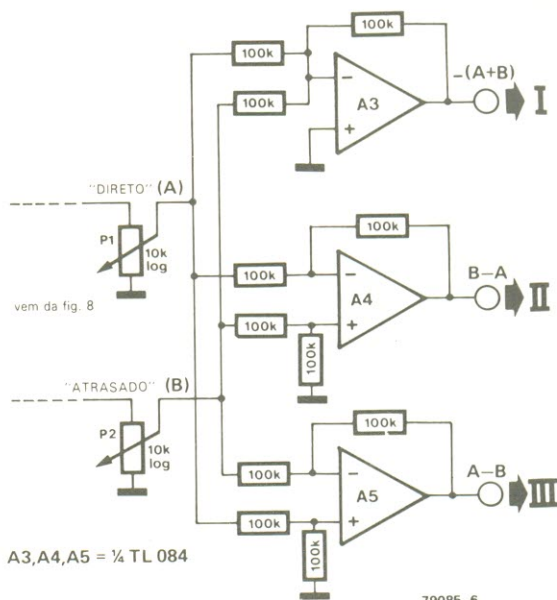 100k
100k
100k
A3
−
+
−(A+B)
I
"DIRETO" (A)
P1
10k
log
vem da fig. 8
100k
100k
100k
100k
A4
−
+
B−A
II
"ATRASADO" (B)
P2
10k
log
100k
100k
100k
100k
A5
−
+
A−B
III
A3,A4,A5 = ¼ TL 084
79085 6